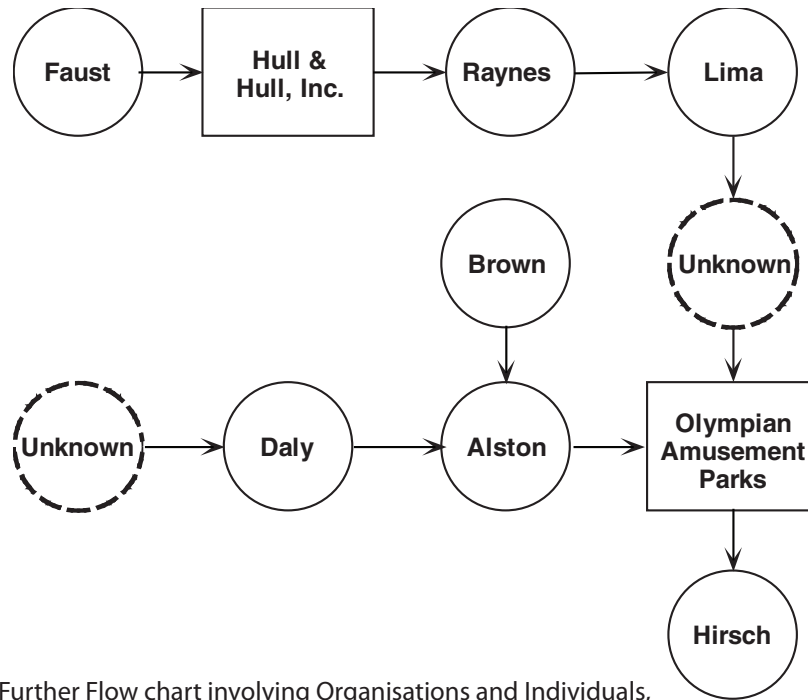 Faust
Hull &
Hull, Inc.
Raynes
Lima
Brown
Unknown
Unknown
Daly
Alston
Olympian
Amusement
Parks
Hirsch
Further Flow chart involving Organisations and Individuals,